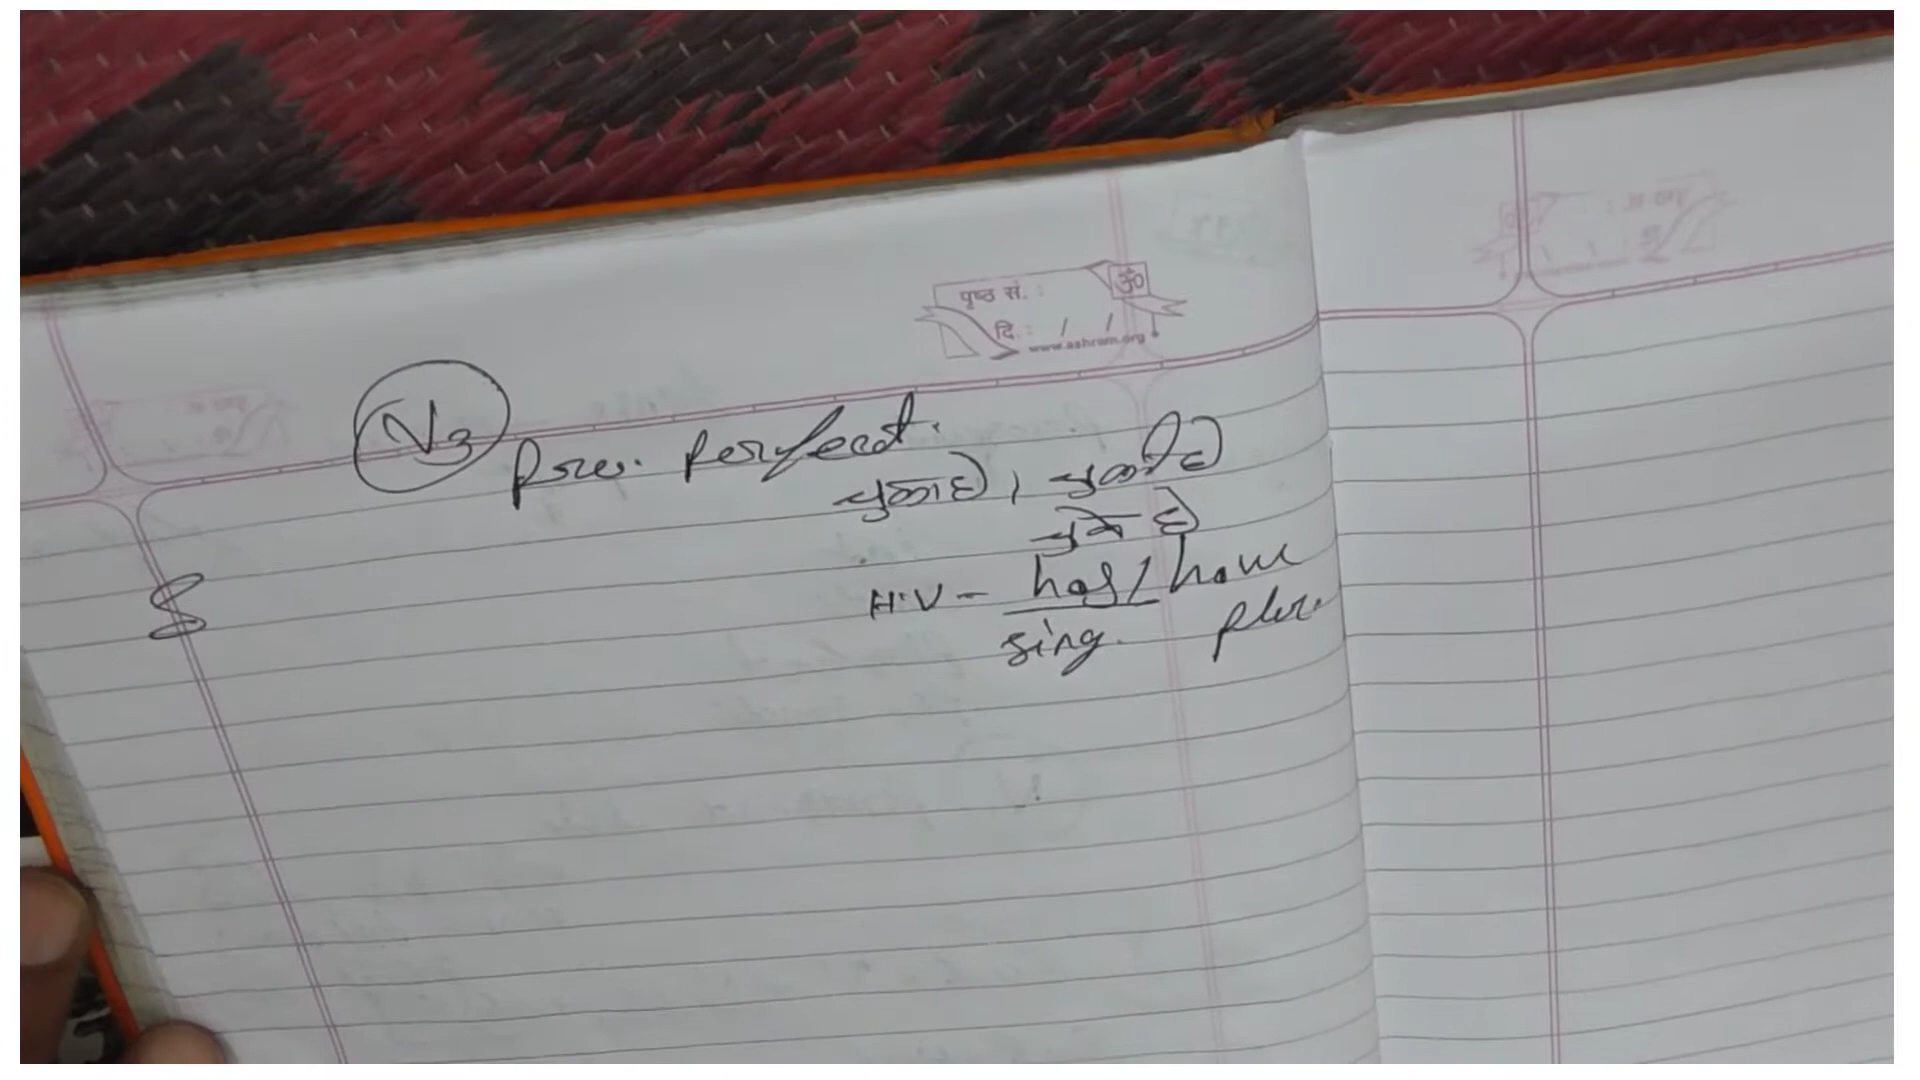 पृष्ठ सं. :
ॐ
दि. : / /
www.ashram.org
V3
Pre. Perfect.
चुका है, चुकी है
चुके हैं
H.V - has/have
sing. plu.